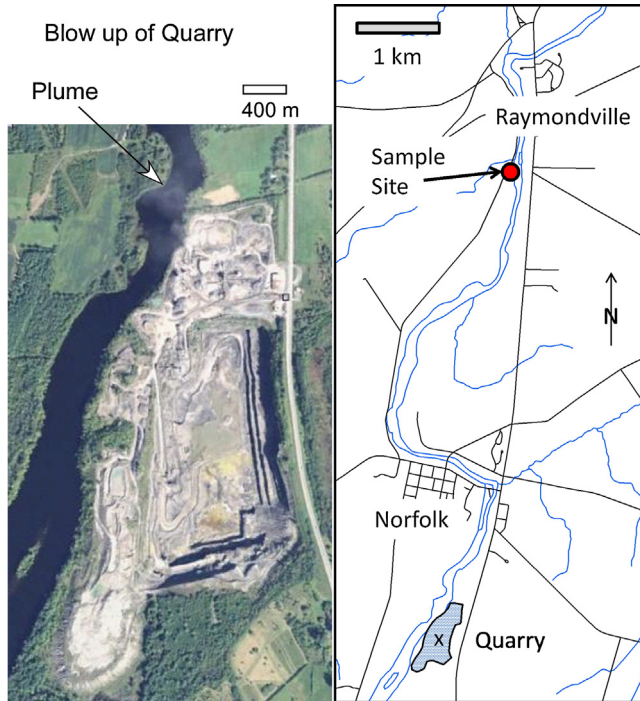 Blow up of Quarry
Plume
400 m
1 km
Raymondville
Sample
Site
N
Norfolk
x
Quarry